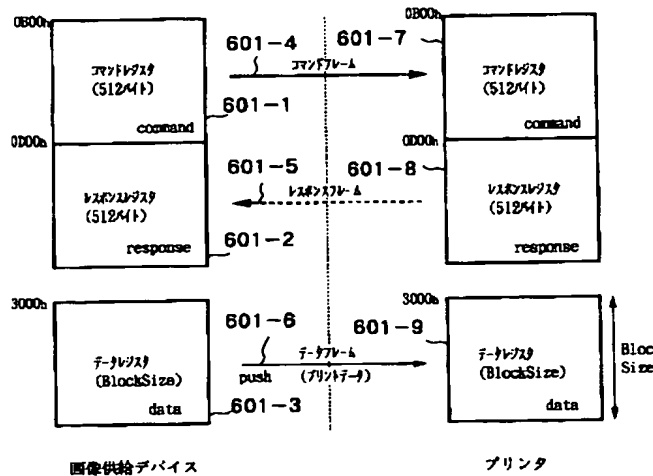 0B00h
コマンドレジスタ
(512バイト)
command
601-1
0D00h
レスポンスレジスタ
(512バイト)
response
601-2
3000h
データレジスタ
(BlockSize)
data
601-3
画像供給デバイス
601-4
コマンドフレーム
601-5
レスポンスフレーム
601-6
データフレーム
push
(プリントデータ)
601-7
0B00h
コマンドレジスタ
(512バイト)
command
0D00h
601-8
レスポンスレジスタ
(512バイト)
response
3000h
601-9
データレジスタ
(BlockSize)
data
Bloc
Size
プリンタ